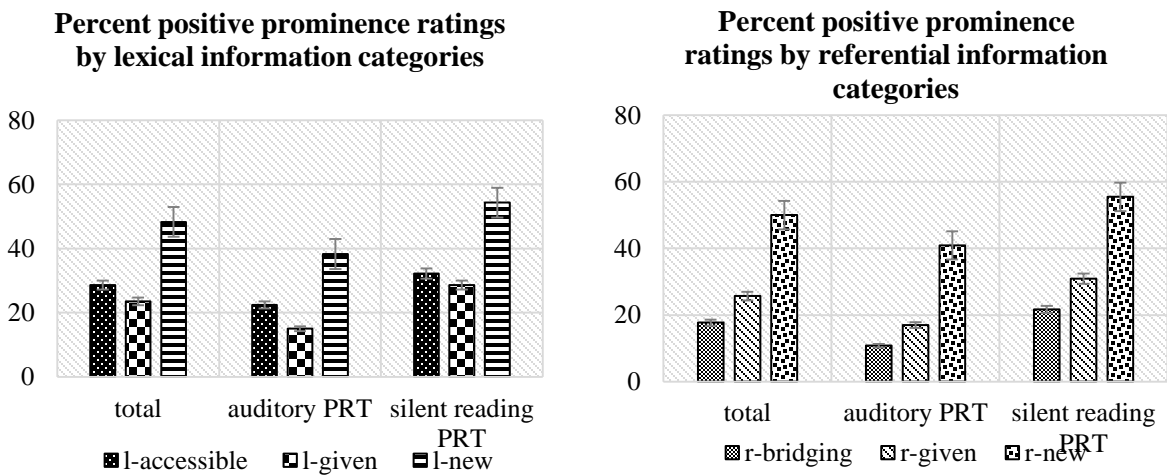 Percent positive prominence ratings
by lexical information categories
80
60
40
20
0
total
auditory PRT
silent reading
PRT
l-accessible
l-given
l-new
Percent positive prominence
ratings by referential information
categories
80
60
40
20
0
total
auditory PRT
silent reading
PRT
r-bridging
r-given
r-new